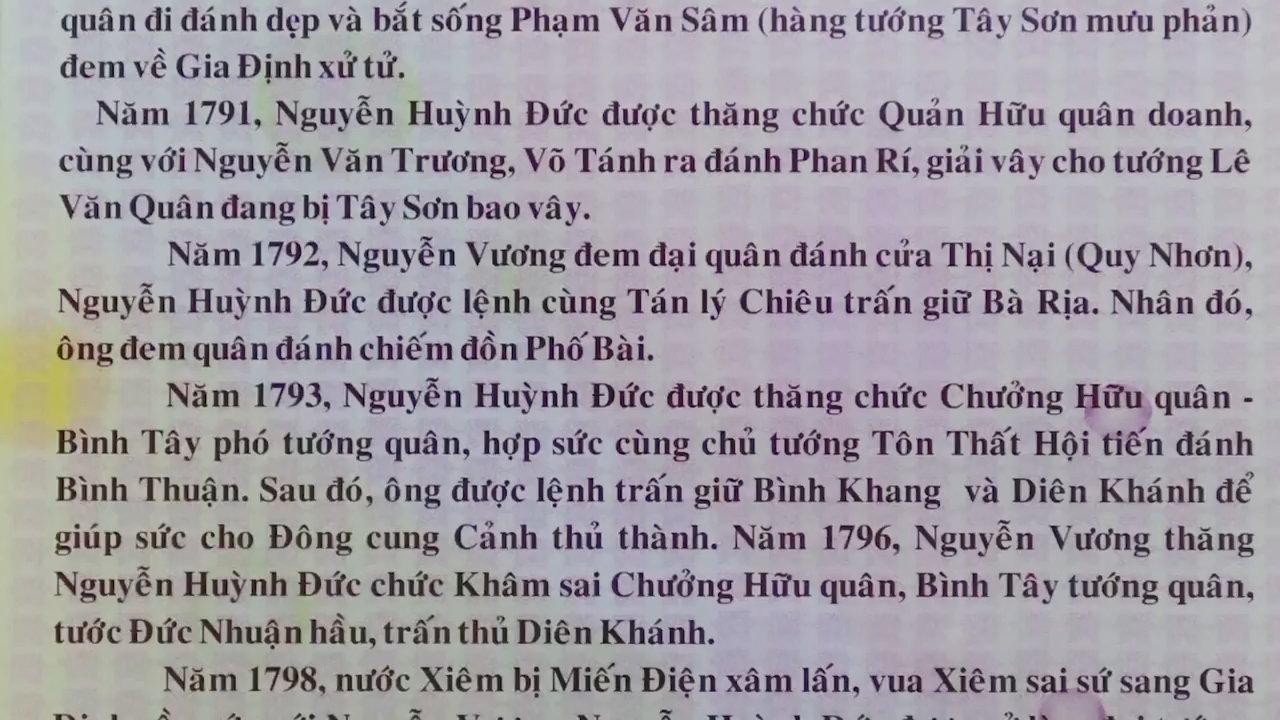 quân đi đánh dẹp và bắt sống Phạm Văn Sâm (hàng tướng Tây Sơn mưu phản)
đem về Gia Định xử tử.
Năm 1791, Nguyễn Huỳnh Đức được thăng chức Quản Hữu quân doanh,
cùng với Nguyễn Văn Trương, Võ Tánh ra đánh Phan Rí, giải vây cho tướng Lê
Văn Quân đang bị Tây Sơn bao vây.
Năm 1792, Nguyễn Vương đem đại quân đánh cửa Thị Nại (Quy Nhơn),
Nguyễn Huỳnh Đức được lệnh cùng Tán lý Chiêu trấn giữ Bà Rịa. Nhân đó,
ông đem quân đánh chiếm đồn Phố Bài.
Năm 1793, Nguyễn Huỳnh Đức được thăng chức Chưởng Hữu quân -
Bình Tây phó tướng quân, hợp sức cùng chủ tướng Tôn Thất Hội tiến đánh
Bình Thuận. Sau đó, ông được lệnh trấn giữ Bình Khang và Diên Khánh để
giúp sức cho Đông cung Cảnh thủ thành. Năm 1796, Nguyễn Vương thăng
Nguyễn Huỳnh Đức chức Khâm sai Chưởng Hữu quân, Bình Tây tướng quân,
tước Đức Nhuận hầu, trấn thủ Diên Khánh.
Năm 1798, nước Xiêm bị Miến Điện xâm lấn, vua Xiêm sai sứ sang Gia